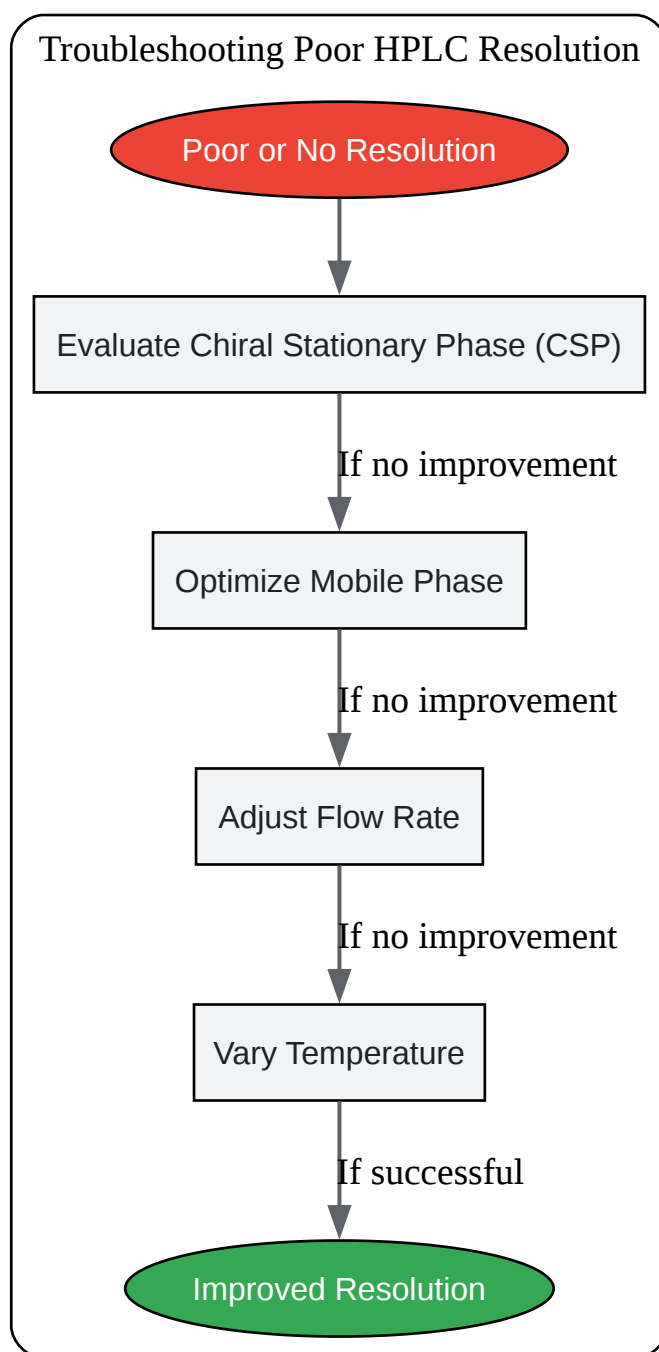 Troubleshooting Poor HPLC Resolution
Poor or No Resolution
Evaluate Chiral Stationary Phase (CSP)
If no improvement
Optimize Mobile Phase
If no improvement
Adjust Flow Rate
If no improvement
Vary Temperature
If successful
Improved Resolution